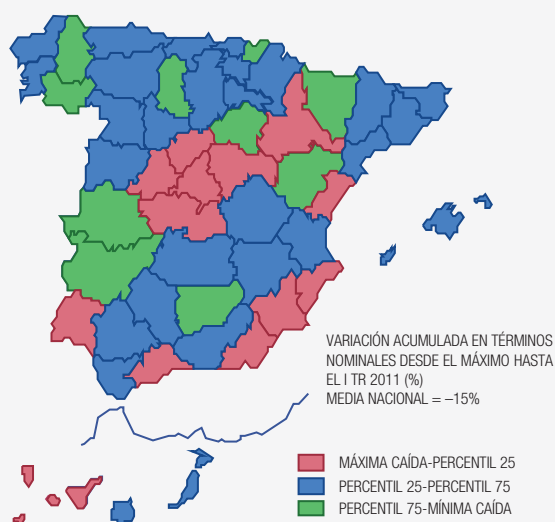 VARIACIÓN ACUMULADA EN TÉRMINOS
NOMINALES DESDE EL MÁXIMO HASTA
EL I TR 2011 (%)
MEDIA NACIONAL = –15%
MÁXIMA CAÍDA-PERCENTIL 25
PERCENTIL 25-PERCENTIL 75
PERCENTIL 75-MÍNIMA CAÍDA